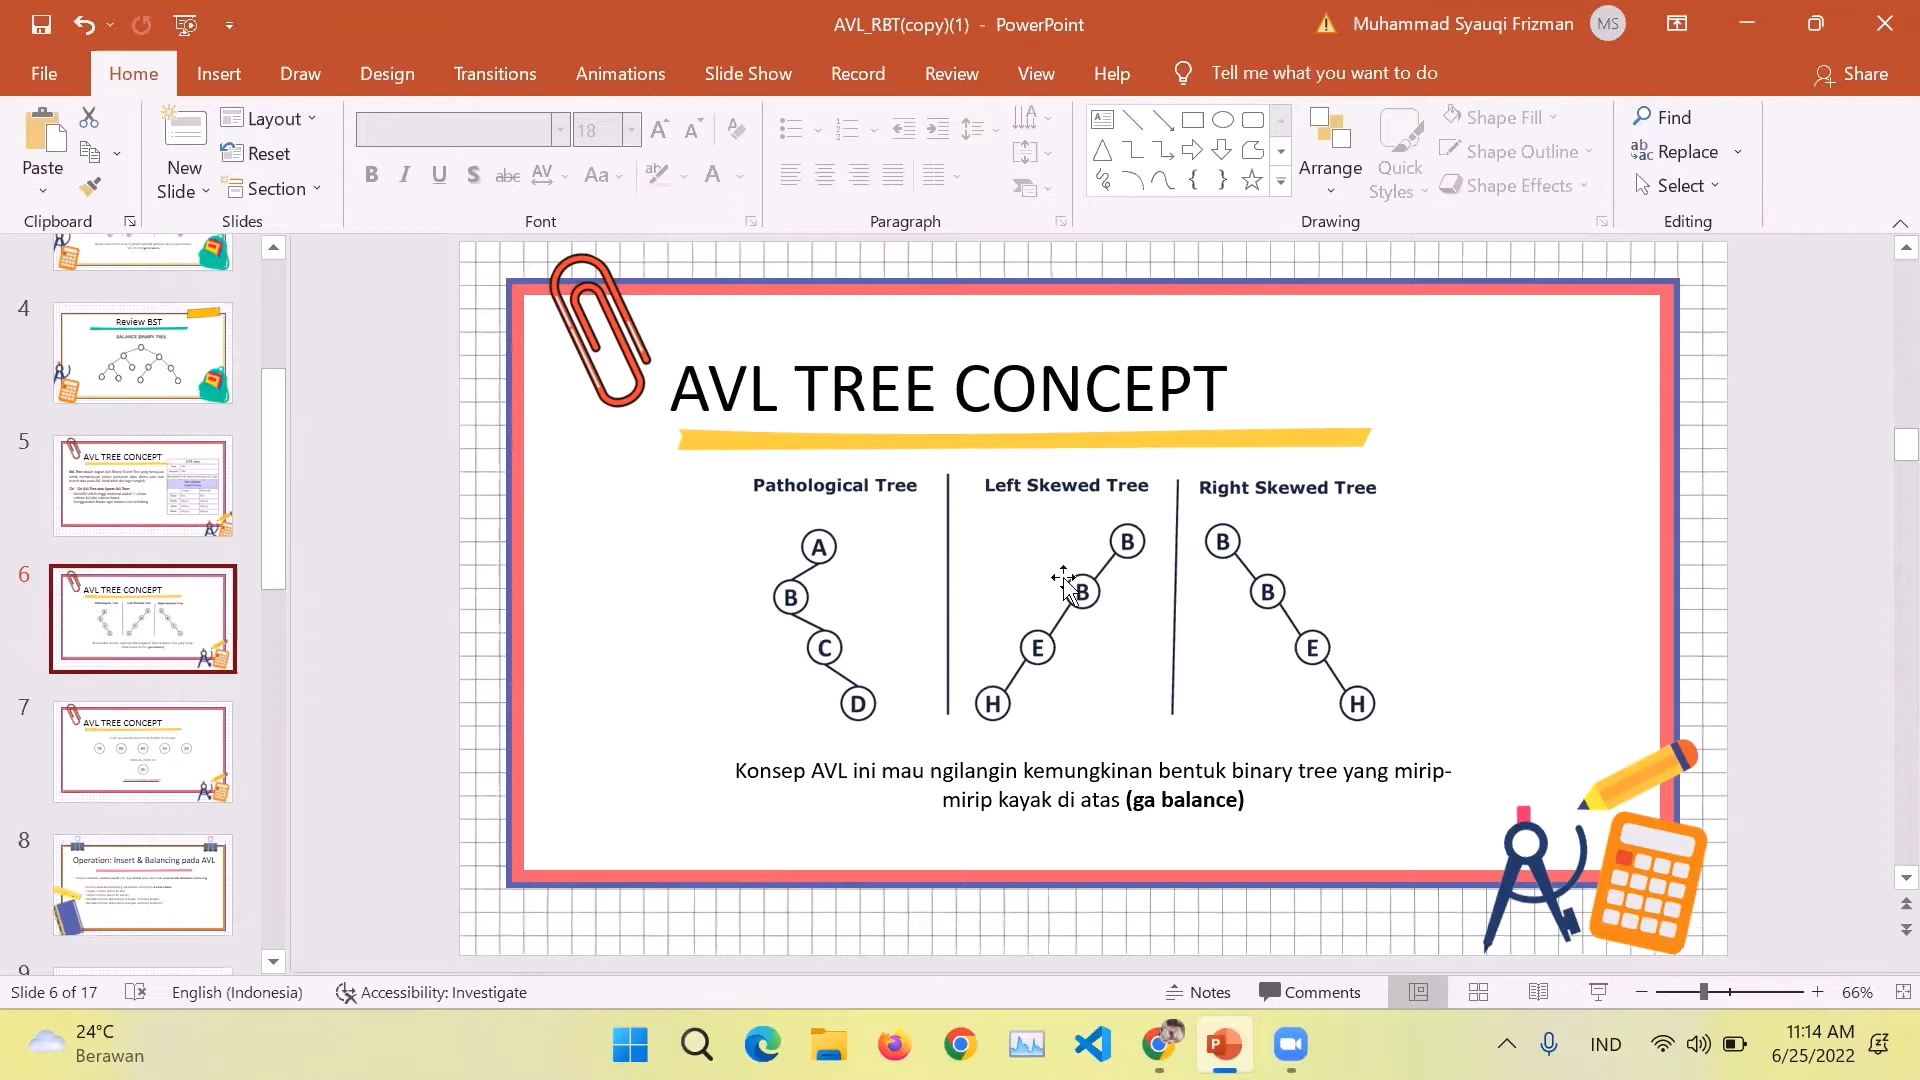 AVL_RBT(copy)(1) - PowerPoint
Muhammad Syauqi Frizman
MS
File
Home
Insert
Draw
Design
Transitions
Animations
Slide Show
Record
Review
View
Help
Tell me what you want to do
Share
Paste
New
Slide
Layout
Reset
Section
18
Shape Fill
Shape Outline
Shape Effects
Arrange
Quick
Styles
Find
Replace
Select
Clipboard
Slides
Font
Paragraph
Drawing
Editing
4
Review BST
BALANCE BINARY TREE
5
AVL TREE CONCEPT
6
AVL TREE CONCEPT
7
AVL TREE CONCEPT
8
Operation: Insert & Balancing pada AVL
9
AVL TREE CONCEPT
Pathological Tree
Left Skewed Tree
Right Skewed Tree
A
B
C
D
B
B
E
H
B
B
E
H
Konsep AVL ini mau ngilangin kemungkinan bentuk binary tree yang mirip-
mirip kayak di atas (ga balance)
Slide 6 of 17
English (Indonesia)
Accessibility: Investigate
Notes
Comments
66%
24°C
Berawan
IND
11:14 AM
6/25/2022